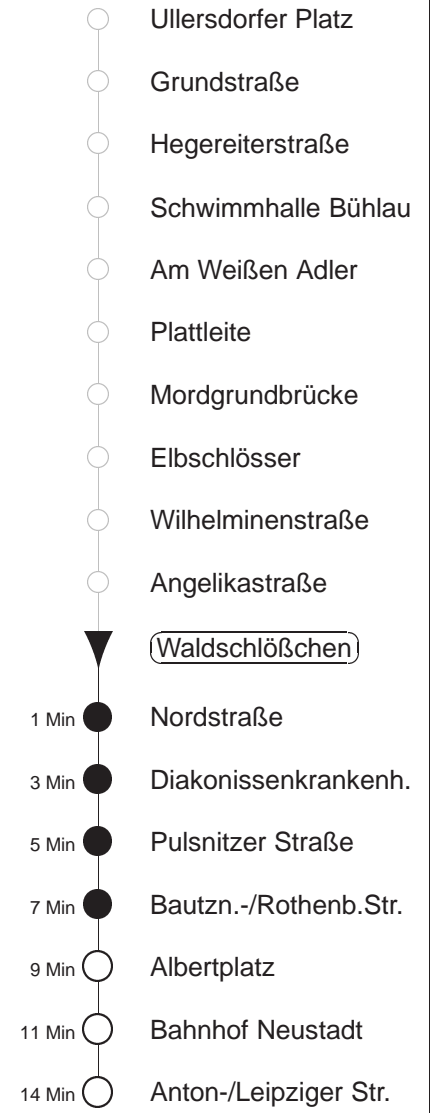 Ullersdorfer Platz
Grundstraße
Hegereiterstraße
Schwimmhalle Bühlau
Am Weißen Adler
Plattleite
Mordgrundbrücke
Elbschlösser
Wilhelminenstraße
Angelikastraße
Waldschlößchen
1 Min Nordstraße
3 Min Diakonissenkrankenh.
5 Min Pulsnitzer Straße
7 Min Bautzn.-/Rothenb.Str.
9 Min Albertplatz
11 Min Bahnhof Neustadt
14 Min Anton-/Leipziger Str.